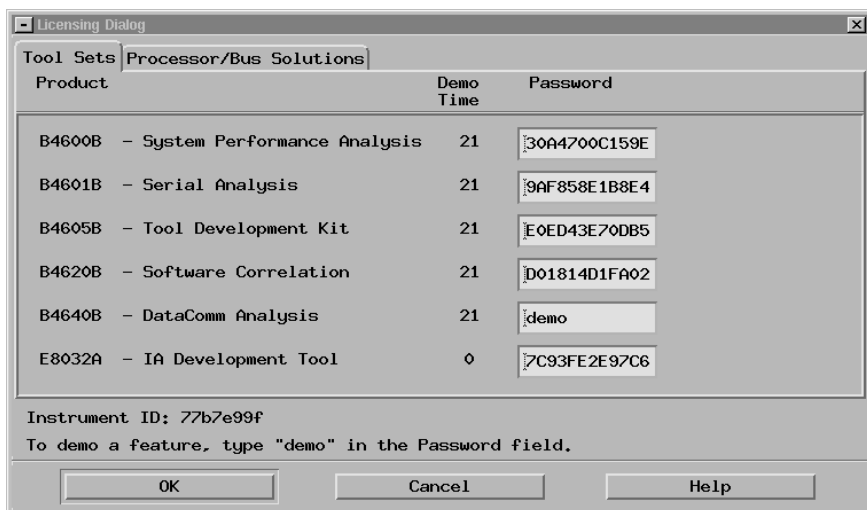 Licensing Dialog
Tool Sets Processor/Bus Solutions
Product Demo Time Password
B4600B - System Performance Analysis 21 30A4700C159E
B4601B - Serial Analysis 21 9AF858E1B8E4
B4605B - Tool Development Kit 21 E0ED43E70DB5
B4620B - Software Correlation 21 D01814D1FA02
B4640B - DataComm Analysis 21 demo
E8032A - IA Development Tool 0 7C93FE2E97C6
Instrument ID: 77b7e99f
To demo a feature, type "demo" in the Password field.
OK Cancel Help